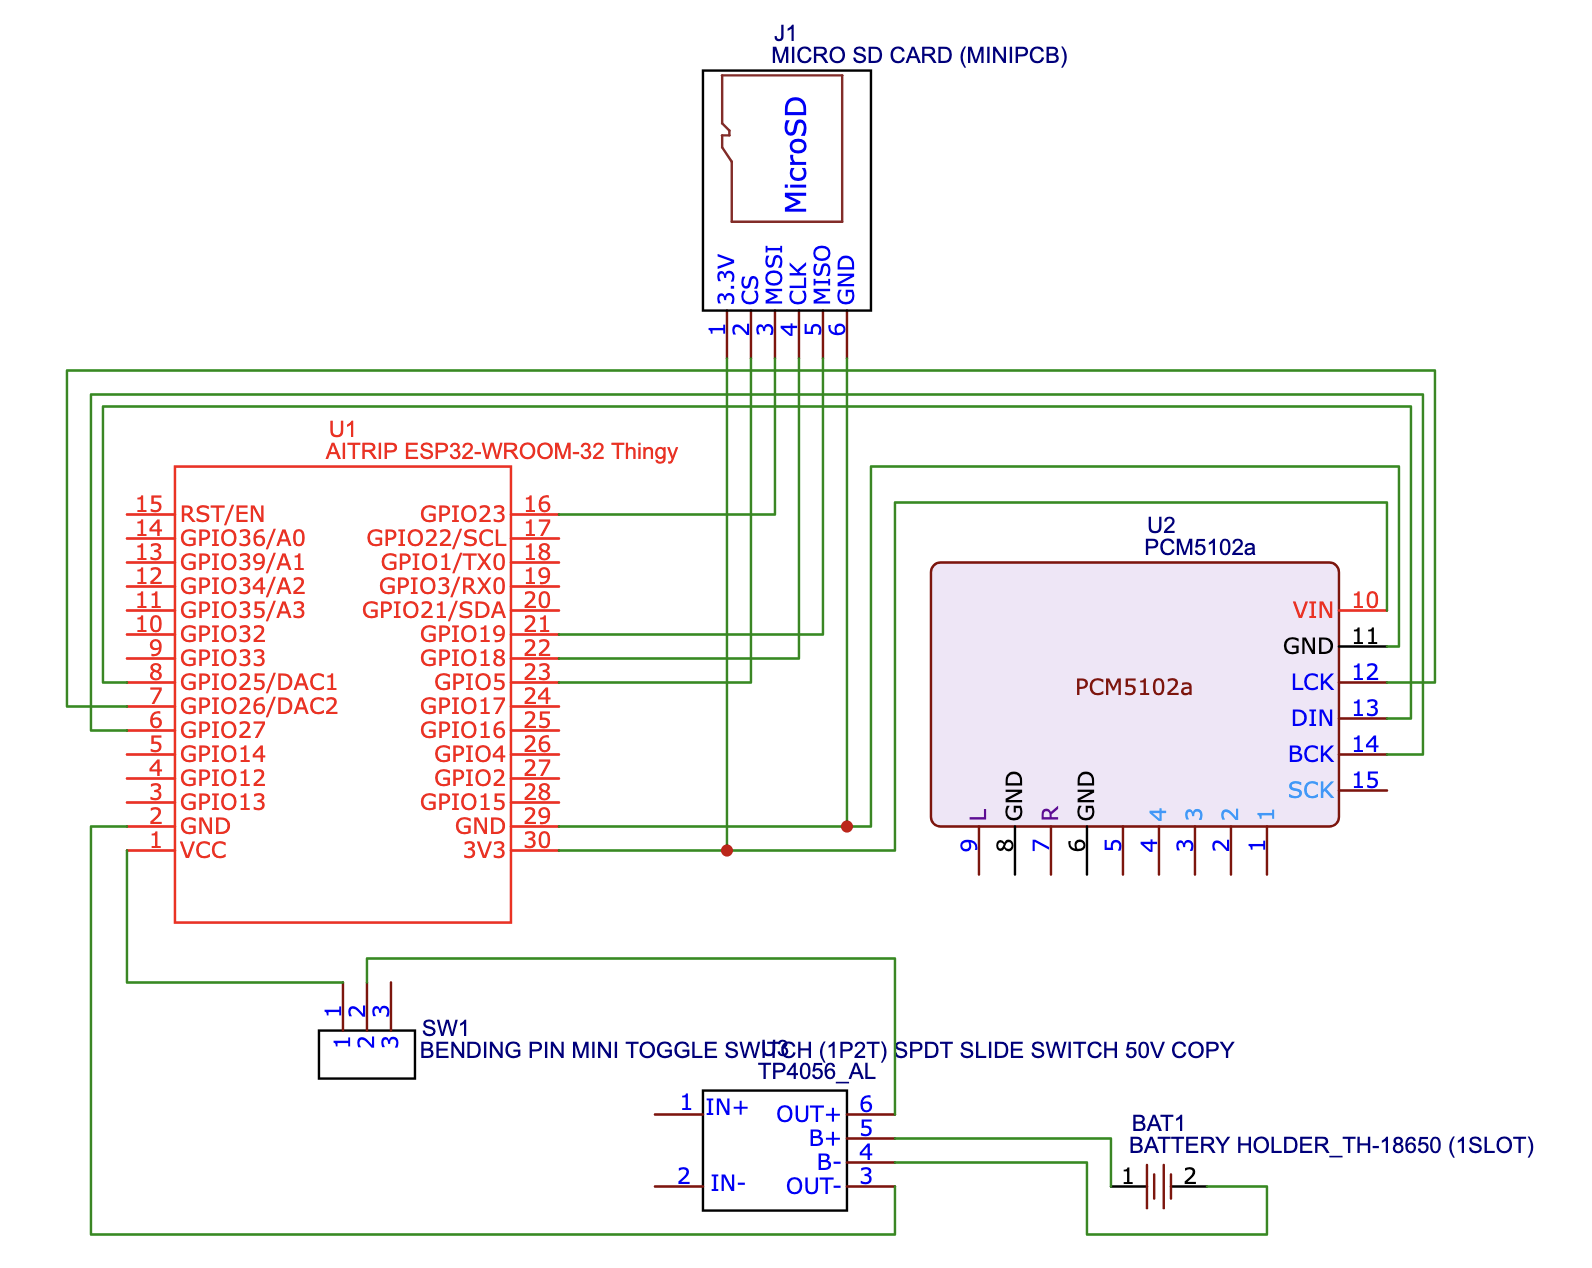 J1
MICRO SD CARD (MINIPCB)
MicroSD
3.3V
CS
MOSI
CLK
MISO
GND
1
2
3
4
5
6
U1
AITRIP ESP32-WROOM-32 Thingy
15 RST/EN
14 GPIO36/A0
13 GPIO39/A1
12 GPIO34/A2
11 GPIO35/A3
10 GPIO32
9 GPIO33
8 GPIO25/DAC1
7 GPIO26/DAC2
6 GPIO27
5 GPIO14
4 GPIO12
3 GPIO13
2 GND
1 VCC
GPIO23 16
GPIO22/SCL 17
GPIO1/TX0 18
GPIO3/RX0 19
GPIO21/SDA 20
GPIO19 21
GPIO18 22
GPIO5 23
GPIO17 24
GPIO16 25
GPIO4 26
GPIO2 27
GPIO15 28
GND 29
3V3 30
U2
PCM5102a
PCM5102a
VIN 10
GND 11
LCK 12
DIN 13
BCK 14
SCK 15
L
GND
R
GND
4
3
2
1
9
8
7
6
5
4
3
2
1
1
2
3
1
2
3
SW1
BENDING PIN MINI TOGGLE SWITCH (1P2T) SPDT SLIDE SWITCH 50V COPY
U3
TP4056_AL
1 IN+
2 IN-
OUT+ 6
B+ 5
B- 4
OUT- 3
BAT1
BATTERY HOLDER_TH-18650 (1SLOT)
1
2